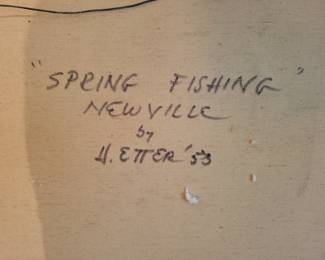 "SPRING FISHING"
NEWVILLE
by
H. ETTER '53